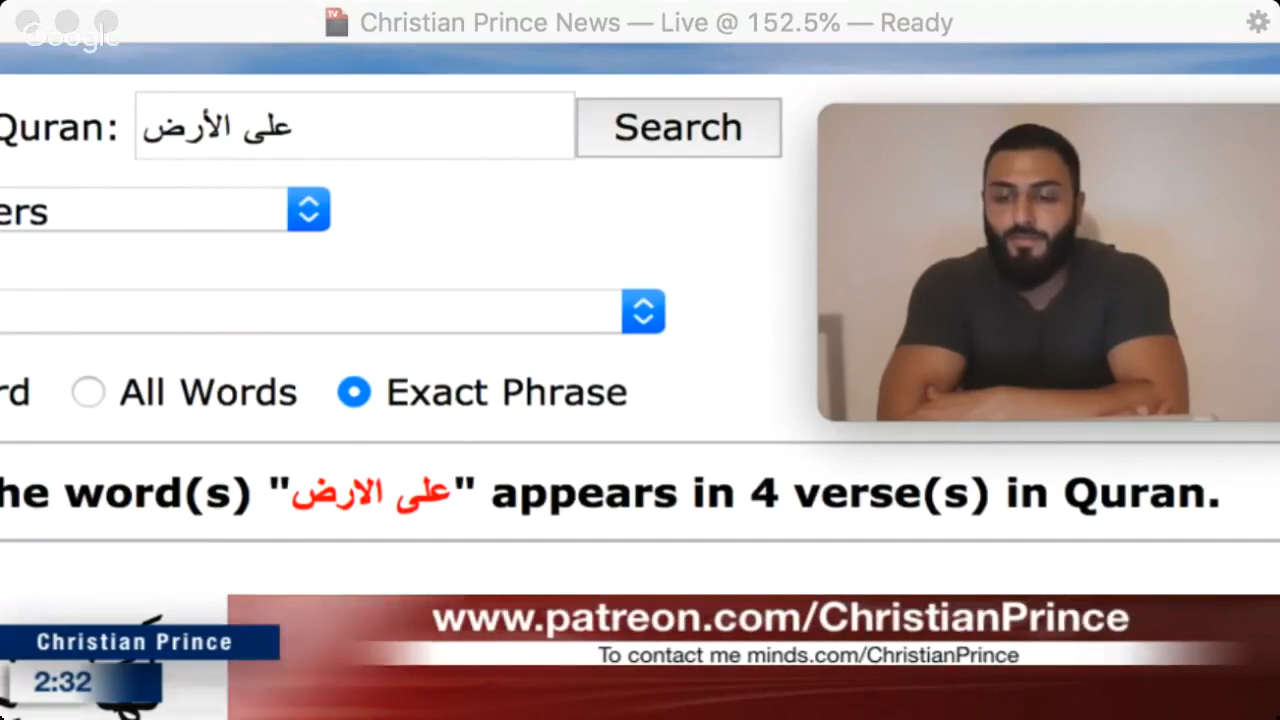 Christian Prince News — Live @ 152.5% — Ready
Google
Quran: على الأرض Search
ers
rd All Words Exact Phrase
he word(s) "على الارض" appears in 4 verse(s) in Quran.
www.patreon.com/ChristianPrince
Christian Prince
To contact me minds.com/ChristianPrince
2:32